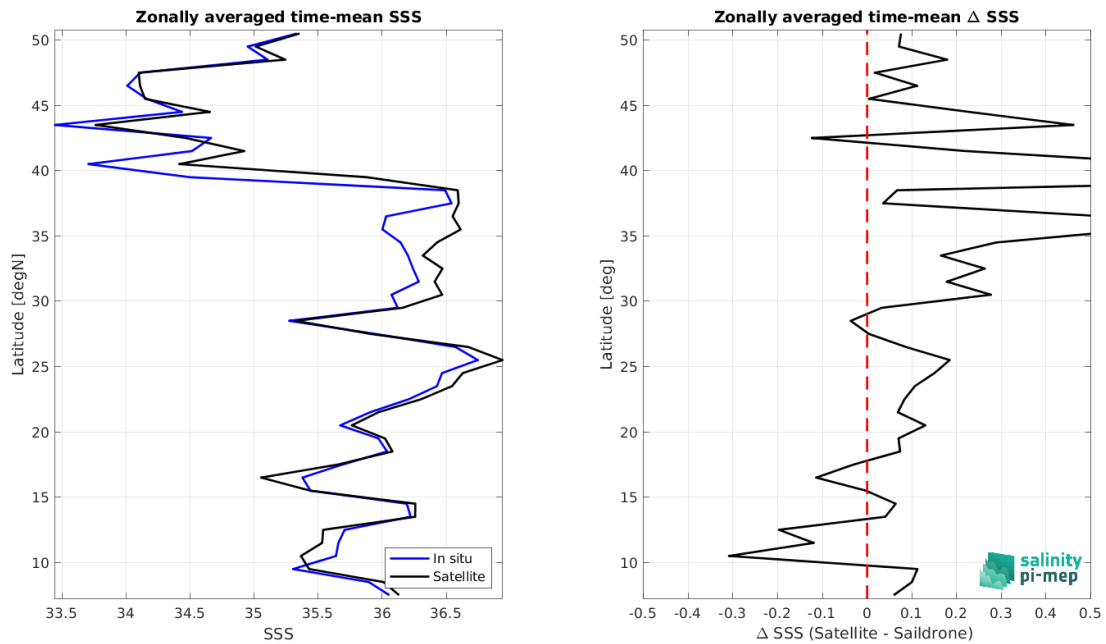 Zonally averaged time-mean SSS
50
45
40
35
30
25
20
15
10
Latitude [degN]
33.5 34 34.5 35 35.5 36 36.5
SSS
In situ
Satellite
Zonally averaged time-mean Δ SSS
50
45
40
35
30
25
20
15
10
Latitude [deg]
-0.5 -0.4 -0.3 -0.2 -0.1 0 0.1 0.2 0.3 0.4 0.5
Δ SSS (Satellite - Saildrone)
salinity
pi-mep